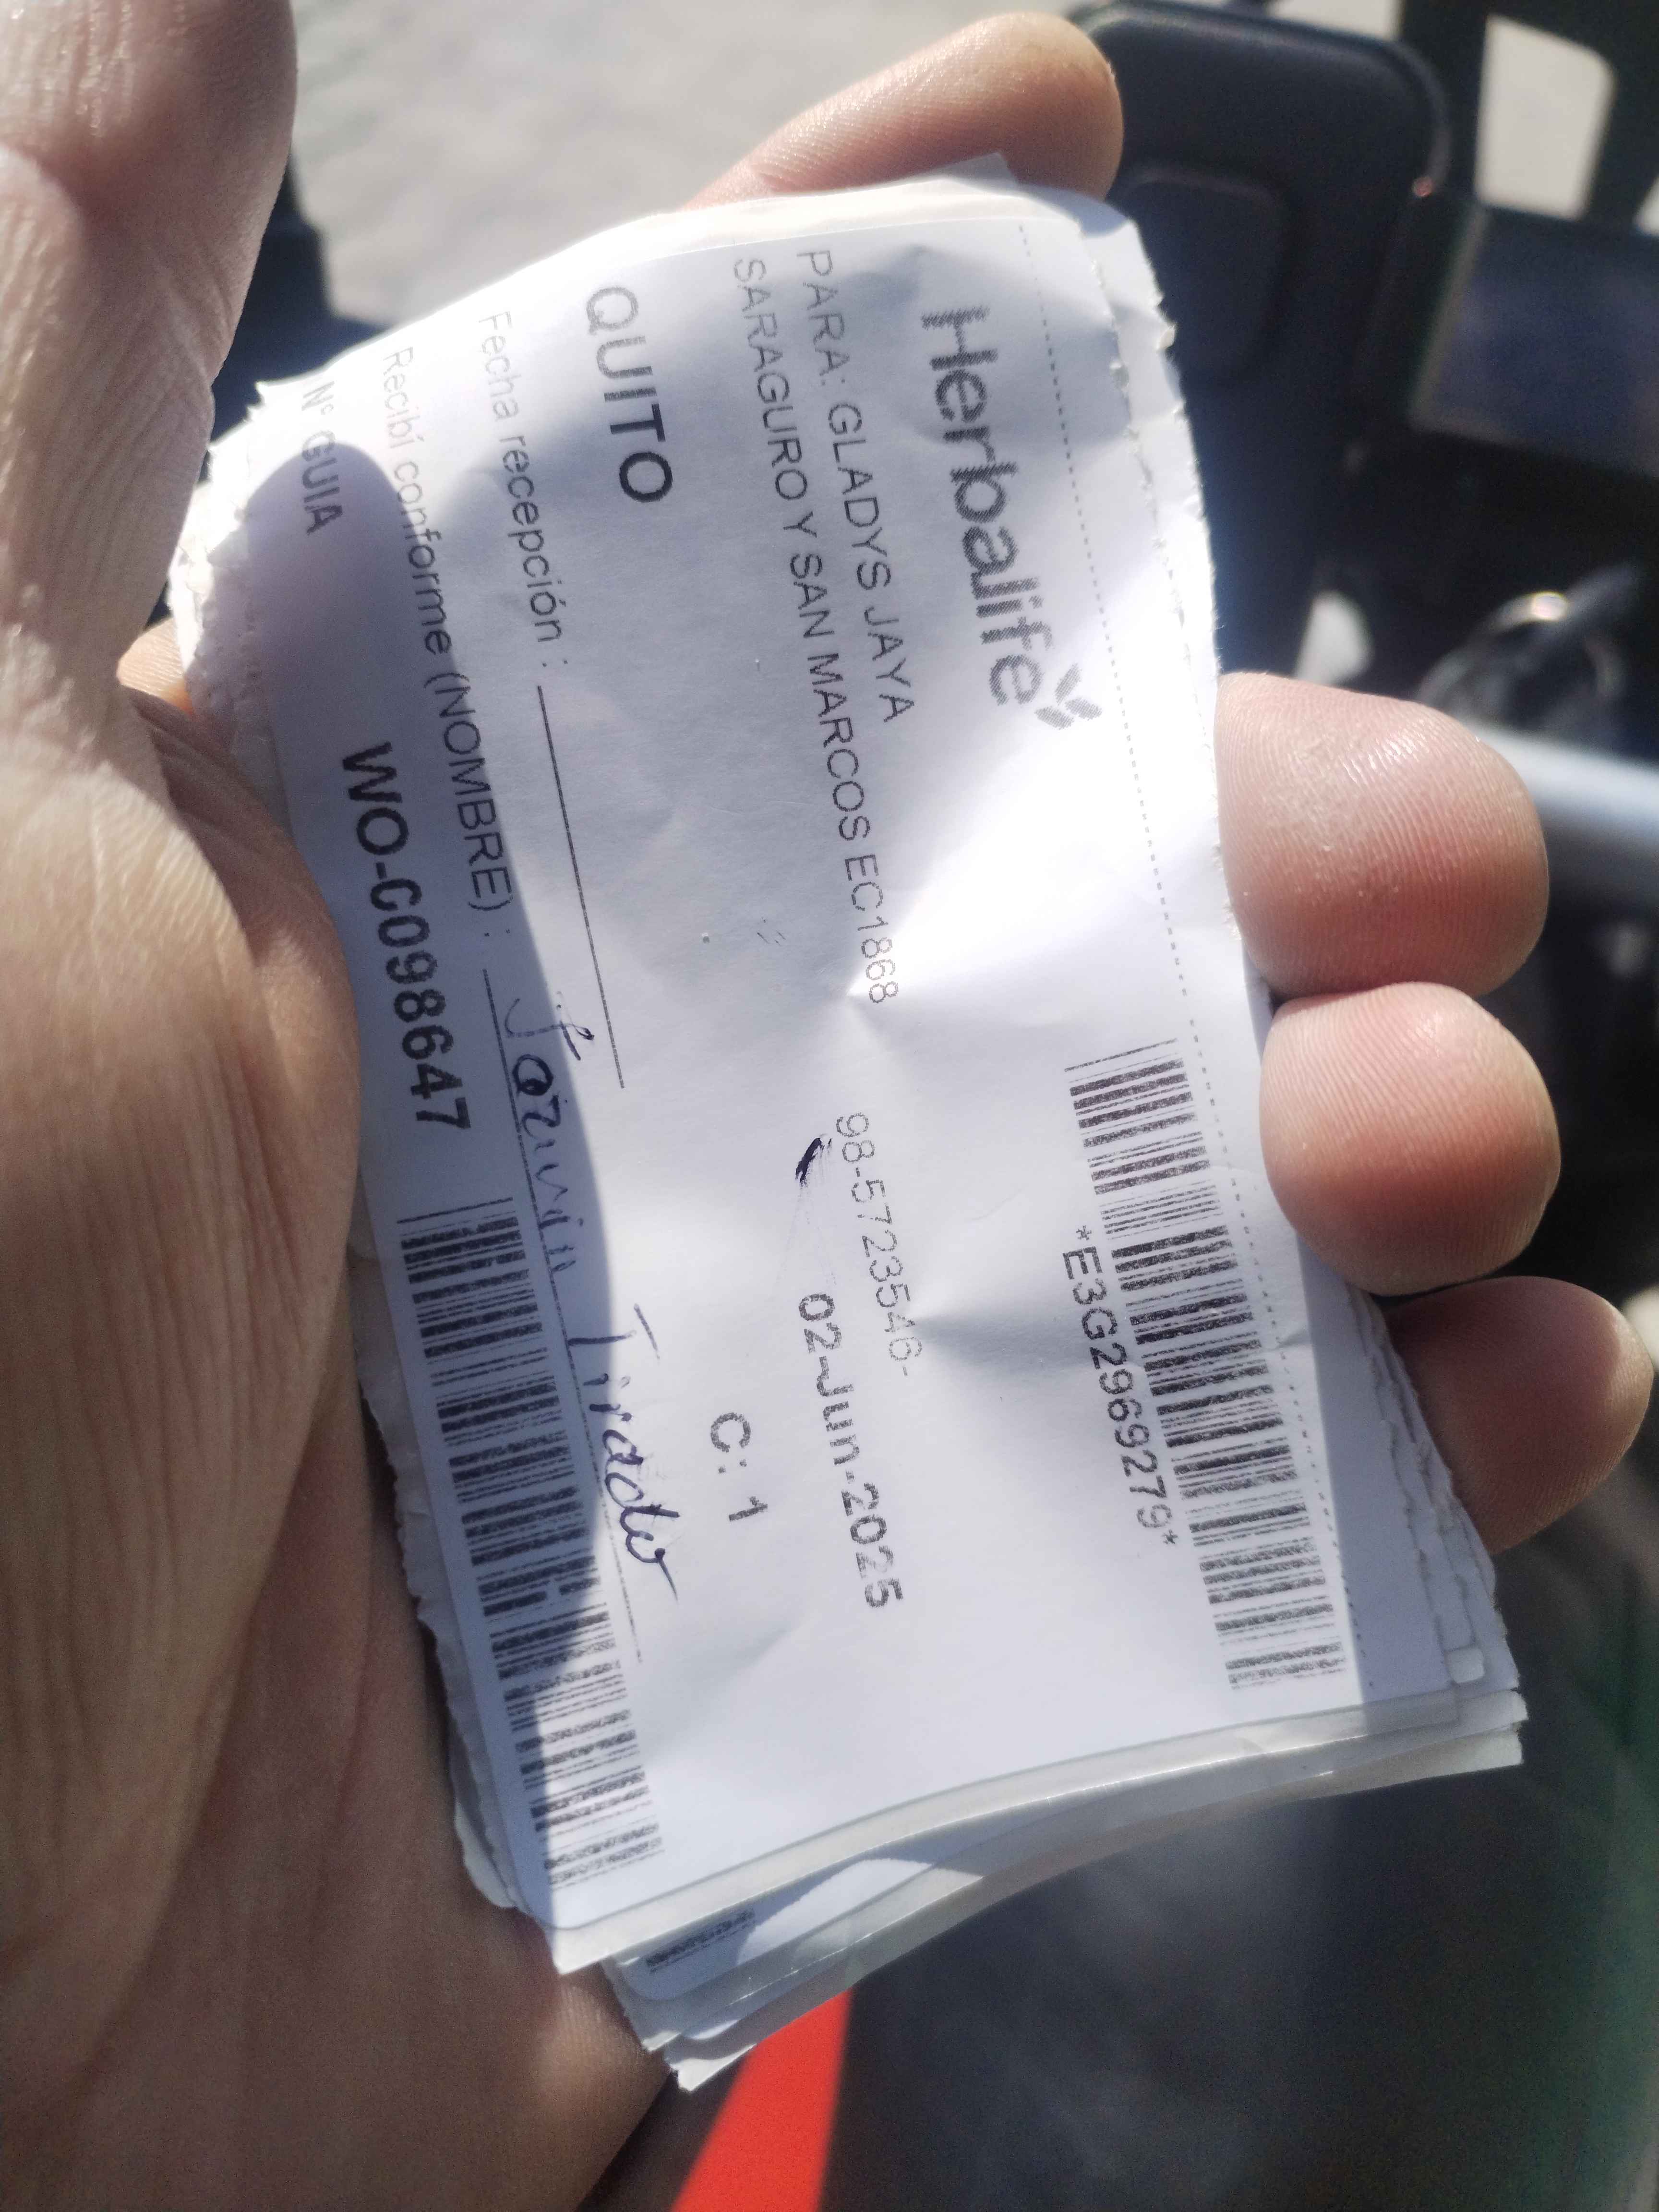 Herbalife
*E3G2969279*
PARA: GLADYS JAYA
98-5723546-
SARAGURO Y SAN MARCOS EC1868
02-Jun-2025
QUITO
C: 1
Fecha recepción :
Recibí conforme (NOMBRE) : Tirado
N° GUIA WO-C098647